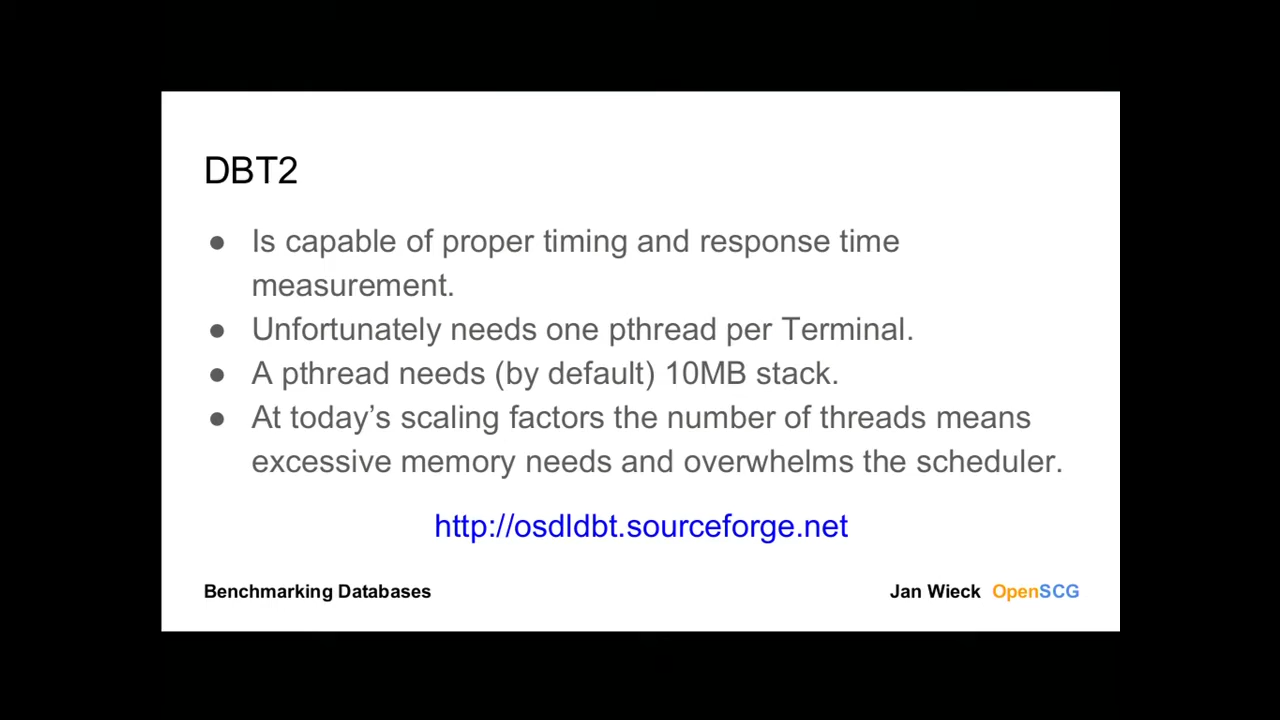 DBT2
● Is capable of proper timing and response time
measurement.
● Unfortunately needs one pthread per Terminal.
● A pthread needs (by default) 10MB stack.
● At today’s scaling factors the number of threads means
excessive memory needs and overwhelms the scheduler.
http://osdldbt.sourceforge.net
Benchmarking Databases
Jan Wieck OpenSCG